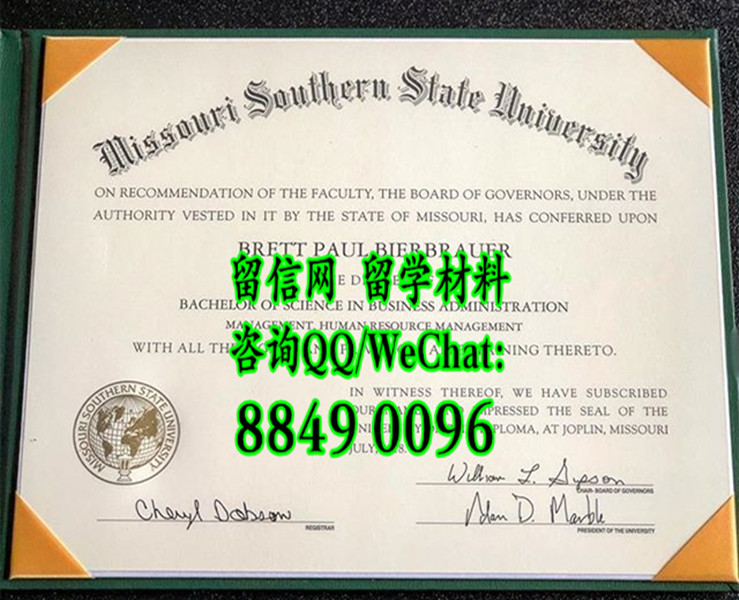 Missouri Southern State University
ON RECOMMENDATION OF THE FACULTY, THE BOARD OF GOVERNORS, UNDER THE
AUTHORITY VESTED IN IT BY THE STATE OF MISSOURI, HAS CONFERRED UPON
BRETT PAUL BIERBRAUER
留信网 留学材料
BACHELOR OF SCIENCE IN BUSINESS ADMINISTRATION
MANAGEMENT, HUMAN RESOURCE MANAGEMENT
WITH ALL THE THERETO.
咨询QQ/WeChat:
8849 0096
MISSOURI SOUTHERN STATE UNIVERSITY
IN WITNESS THEREOF, WE HAVE SUBSCRIBED
THE SEAL OF THE
DIPLOMA, AT JOPLIN, MISSOURI
JULY,
CHAIR- BOARD OF GOVERNORS
Cheryl Dobson
REGISTRAR
PRESIDENT OF THE UNIVERSITY